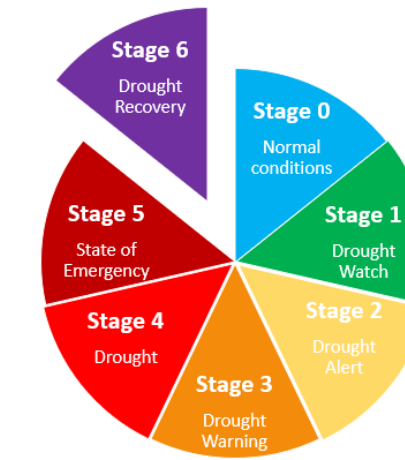 Stage 6
Drought
Recovery
Stage 0
Normal
conditions
Stage 1
Drought
Watch
Stage 2
Drought
Alert
Stage 3
Drought
Warning
Stage 4
Drought
Stage 5
State of
Emergency